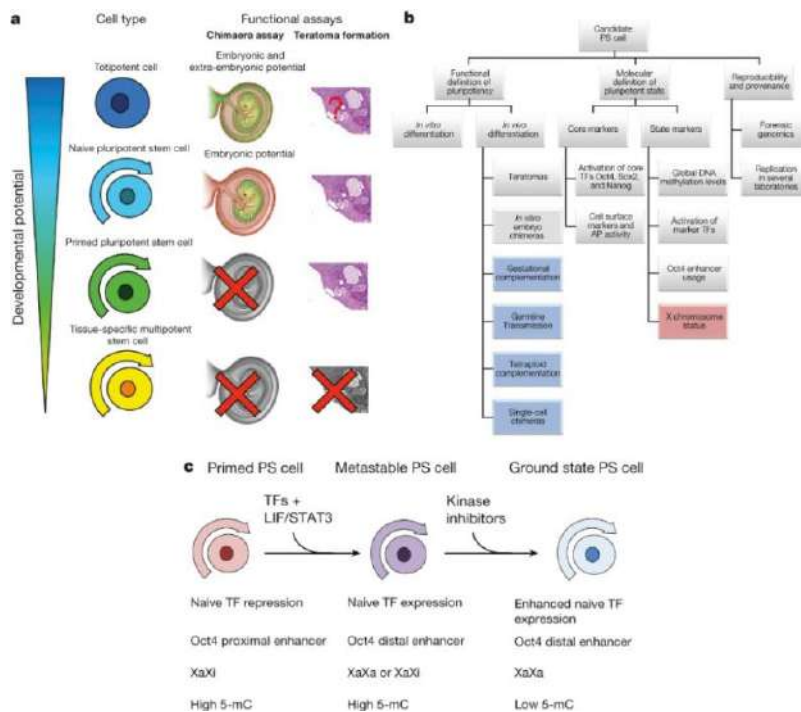 a
Cell type
Functional assays
Chimaera assay Teratoma formation
Totipotent cell
Embryonic and
extra-embryonic potential
?
Naive pluripotent stem cell
Embryonic potential
Primed pluripotent stem cell
Tissue-specific multipotent
stem cell
Developmental potential
b
Candidate
PS cell
Functional
definition of
pluripotency
Molecular
definition of
pluripotent state
Reproducibility
and provenance
In vitro
differentiation
In vivo
differentiation
Core markers
State markers
Forensic
genomics
Teratomas
Activation of core
TFs Oct4, Sox2,
and Nanog
Global DNA
methylation levels
Replication in
several
laboratories
In vitro
embryo
chimeras
Cell surface
markers and
AP activity
Activation of
marker TFs
Gestational
complementation
Oct4 enhancer
usage
Germline
Transmission
X chromosome
status
Tetraploid
complementation
Single-cell
chimeras
c
Primed PS cell Metastable PS cell Ground state PS cell
TFs +
LIF/STAT3
Kinase
inhibitors
Naive TF repression
Naive TF expression
Enhanced naive TF
expression
Oct4 proximal enhancer Oct4 distal enhancer Oct4 distal enhancer
XaXi XaXa or XaXi XaXa
High 5-mC High 5-mC Low 5-mC